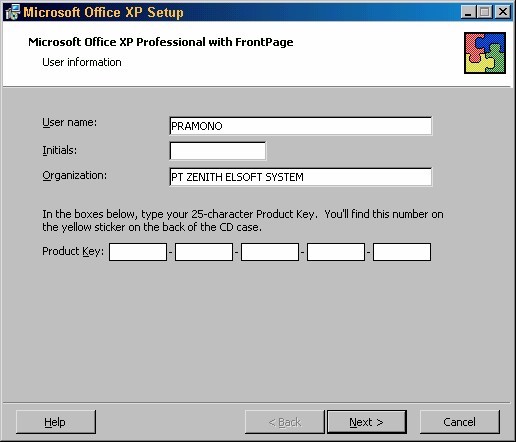 Microsoft Office XP Setup
Microsoft Office XP Professional with FrontPage
User information
User name: PRAMONO
Initials:
Organization: PT ZENITH ELSOFT SYSTEM
In the boxes below, type your 25-character Product Key. You'll find this number on
the yellow sticker on the back of the CD case.
Product Key: - - - -
Help < Back Next > Cancel